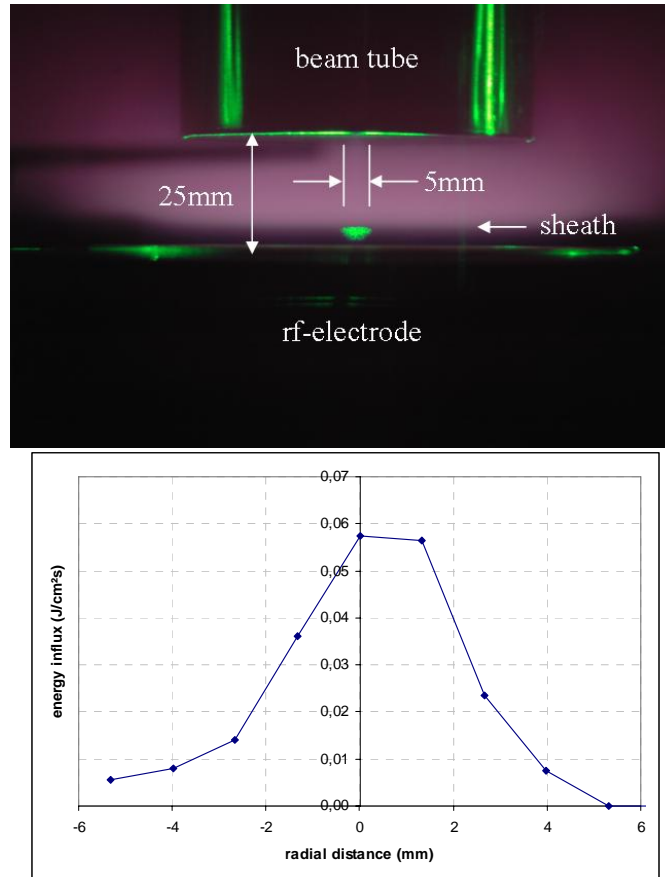 beam tube
25mm
5mm
sheath
rf-electrode
0,07
0,06
0,05
0,04
0,03
0,02
0,01
0,00
energy influx (J/cm²s)
-6
-4
-2
0
2
4
6
radial distance (mm)